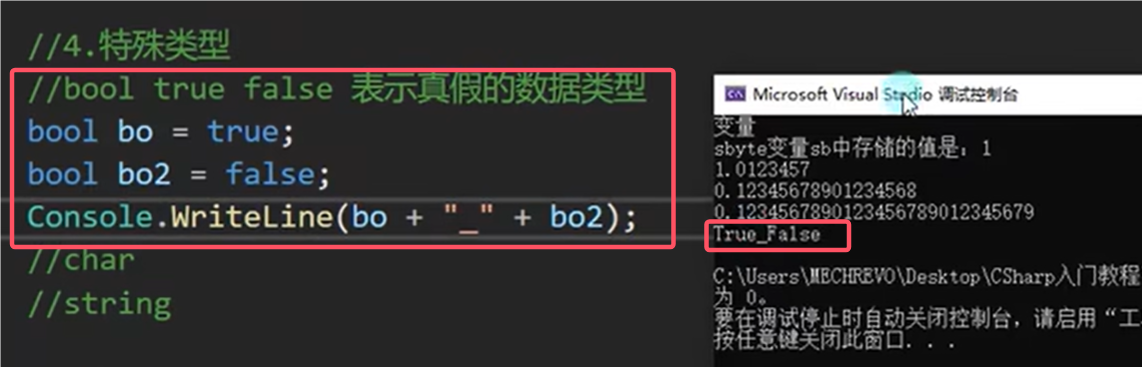 //4.特殊类型
//bool true false 表示真假的数据类型
bool bo = true;
bool bo2 = false;
Console.WriteLine(bo + "_" + bo2);
//char
//string
Microsoft Visual Studio 调试控制台
变量
sbyte变量sb中存储的值是：1
1.0123457
0.12345678901234568
0.1234567890123456789012345679
True_False
C:\Users\MECHREVO\Desktop\CSharp入门教程
为 0。
要在调试停止时自动关闭控制台，请启用“工
按任意键关闭此窗口. . .